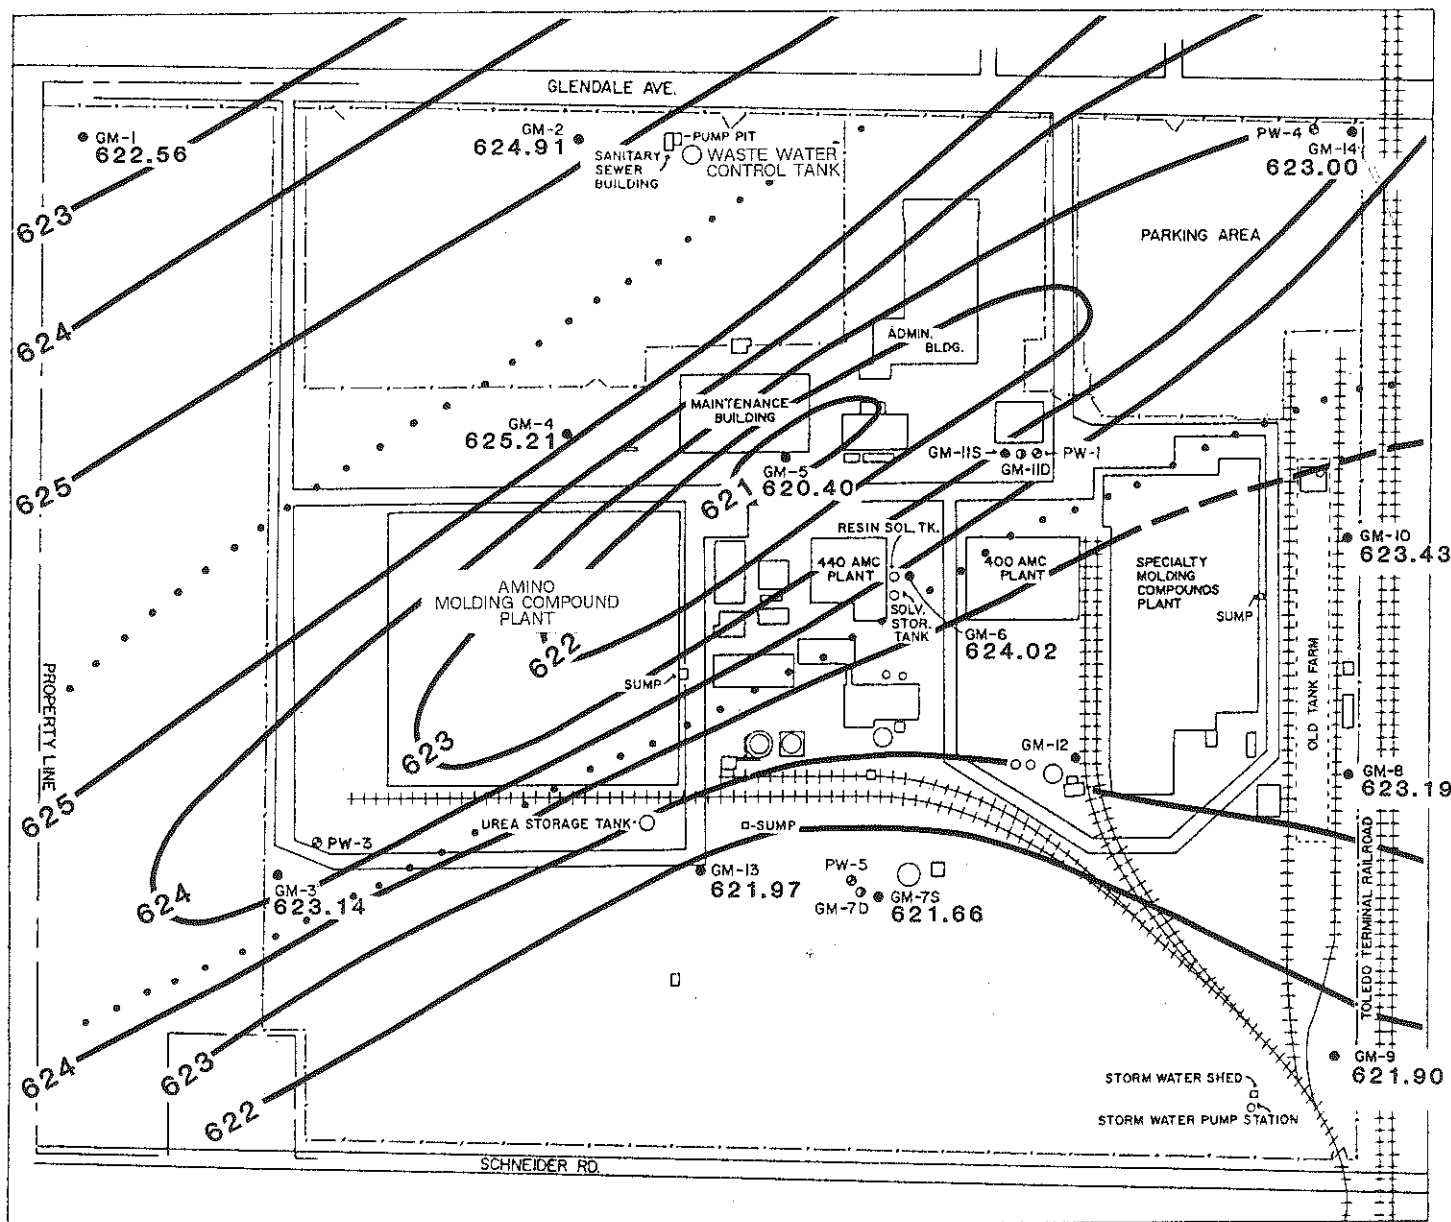 GLENDALE AVE.
GM-1
622.56
GM-2
624.91
PUMP PIT
SANITARY
SEWER
BUILDING
WASTE WATER
CONTROL TANK
PW-4
GM-14
623.00
623
PARKING AREA
624
ADMIN.
BLDG.
MAINTENANCE
BUILDING
GM-4
625.21
625
GM-11S
GM-11D
PW-1
GM-5
620.40
621
RESIN SOL. TK.
GM-10
623.43
440 AMC
PLANT
400 AMC
PLANT
SPECIALTY
MOLDING
COMPOUNDS
PLANT
AMINO
MOLDING COMPOUND
PLANT
SOLV.
STOR.
TANK
SUMP
GM-6
624.02
622
PROPERTY LINE
SUMP
OLD TANK FARM
623
GM-12
GM-8
623.19
625
UREA STORAGE TANK
SUMP
PW-3
GM-13
621.97
PW-5
GM-7D
GM-7S
621.66
GM-3
623.14
624
TOLEDO TERMINAL RAILROAD
624
623
622
GM-9
621.90
STORM WATER SHED
STORM WATER PUMP STATION
SCHNEIDER RD.